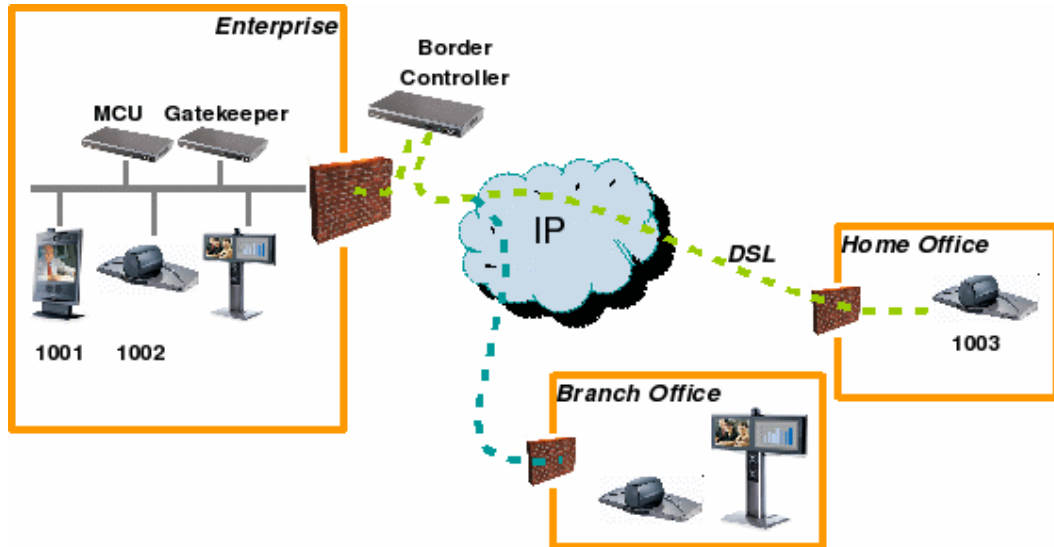 Enterprise
Border
Controller
MCU Gatekeeper
IP
DSL
Home Office
1001 1002
1003
Branch Office